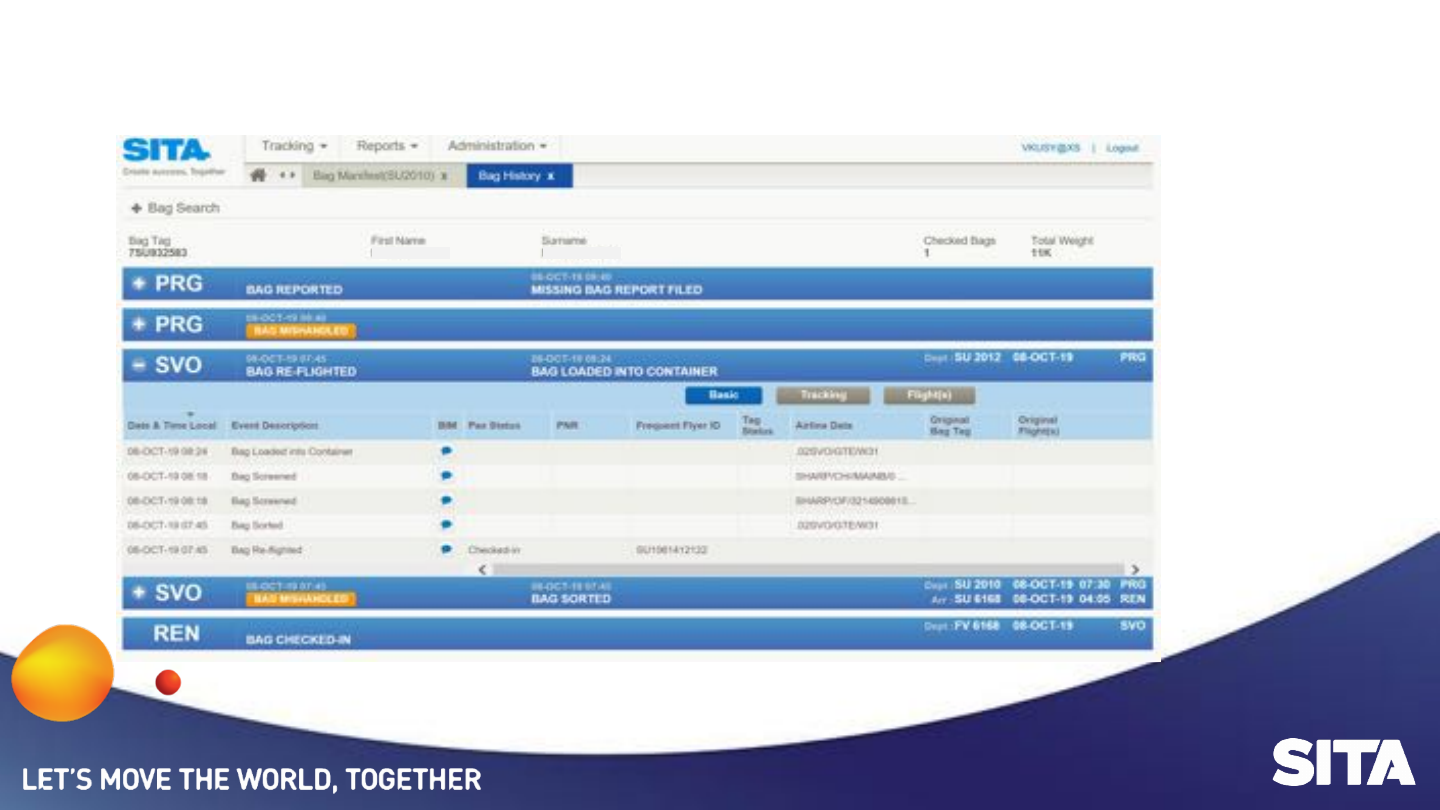 SITA
Create success. Together
Tracking Reports Administration
VKUSY@XS | Logout
Bag Manifest(SU2010) x Bag History x
+ Bag Search
Bag Tag First Name Surname Checked Bags Total Weight
7SU932583 1 11K
+ PRG BAG REPORTED 08-OCT-19 09:40 MISSING BAG REPORT FILED
+ PRG 08-OCT-19 09:40 BAG MISHANDLED
− SVO 08-OCT-19 07:45 BAG RE-FLIGHTED 08-OCT-19 08:24 BAG LOADED INTO CONTAINER Dept : SU 2012 08-OCT-19 PRG
Basic Tracking Flight(s)
Date & Time Local Event Description BIM Pax Status PNR Frequent Flyer ID Tag Status Airline Data Original Bag Tag Original Flight(s)
08-OCT-19 08:24 Bag Loaded into Container .02SVO/GTE/W31
08-OCT-19 08:18 Bag Screened
08-OCT-19 08:18 Bag Screened
08-OCT-19 07:45 Bag Sorted .02SVO/GTE/W31
08-OCT-19 07:45 Bag Re-flighted Checked-in SU1061412122
+ SVO 08-OCT-19 07:45 BAG MISHANDLED 08-OCT-19 07:45 BAG SORTED Dept : SU 2010 08-OCT-19 07:30 PRG
Arr : SU 6168 08-OCT-19 04:05 REN
REN BAG CHECKED-IN Dept : FV 6168 08-OCT-19 SVO
LET'S MOVE THE WORLD, TOGETHER
SITA